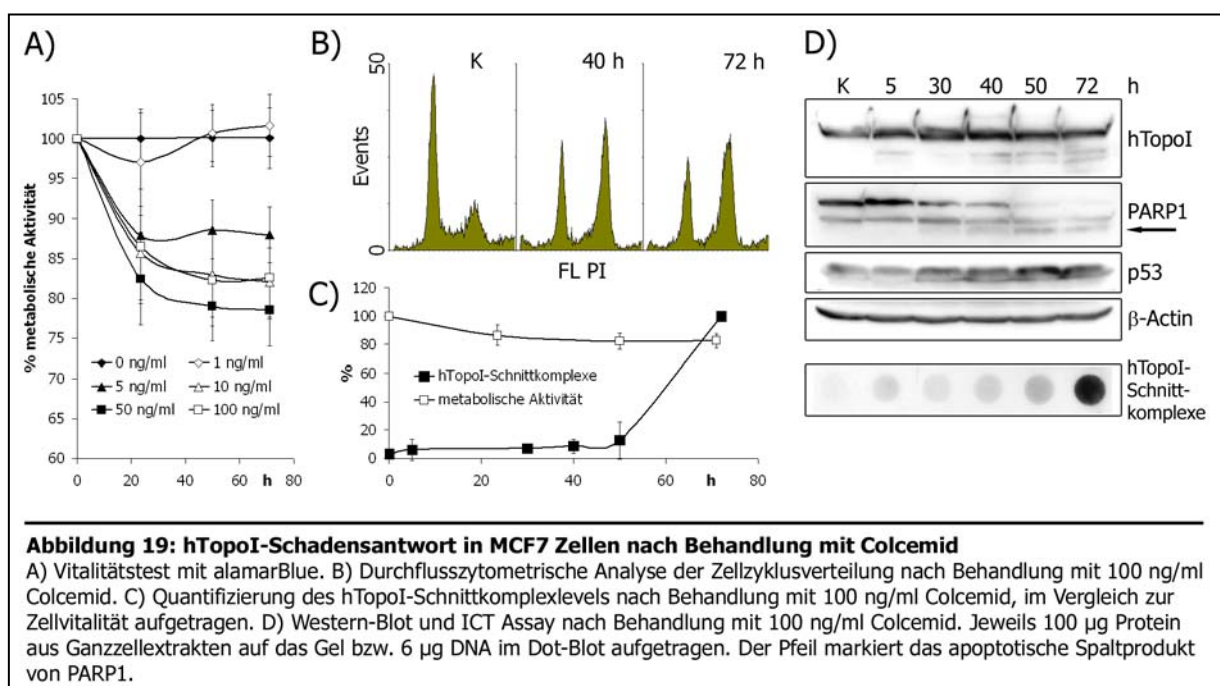 A)
100
95
90
85
80
75
70
65
60
% metabolische Aktivität
0 ng/ml
1 ng/ml
5 ng/ml
10 ng/ml
50 ng/ml
100 ng/ml
0 20 40 60 h 80
B)
50
Events
0
K
40 h
72 h
FL PI
C)
120
100
80
60
40
20
0
%
hTopoI-Schnittkomplexe
metabolische Aktivität
0 20 40 60 h 80
D)
K 5 30 40 50 72 h
hTopoI
PARP1
p53
β-Actin
hTopoI-
Schnitt-
komplexe
Abbildung 19: hTopoI-Schadensantwort in MCF7 Zellen nach Behandlung mit Colcemid
A) Vitalitätstest mit alamarBlue. B) Durchflusszytometrische Analyse der Zellzyklusverteilung nach Behandlung mit 100 ng/ml
Colcemid. C) Quantifizierung des hTopoI-Schnittkomplexlevels nach Behandlung mit 100 ng/ml Colcemid, im Vergleich zur
Zellvitalität aufgetragen. D) Western-Blot und ICT Assay nach Behandlung mit 100 ng/ml Colcemid. Jeweils 100 µg Protein
aus Ganzzellextrakten auf das Gel bzw. 6 µg DNA im Dot-Blot aufgetragen. Der Pfeil markiert das apoptotische Spaltprodukt
von PARP1.